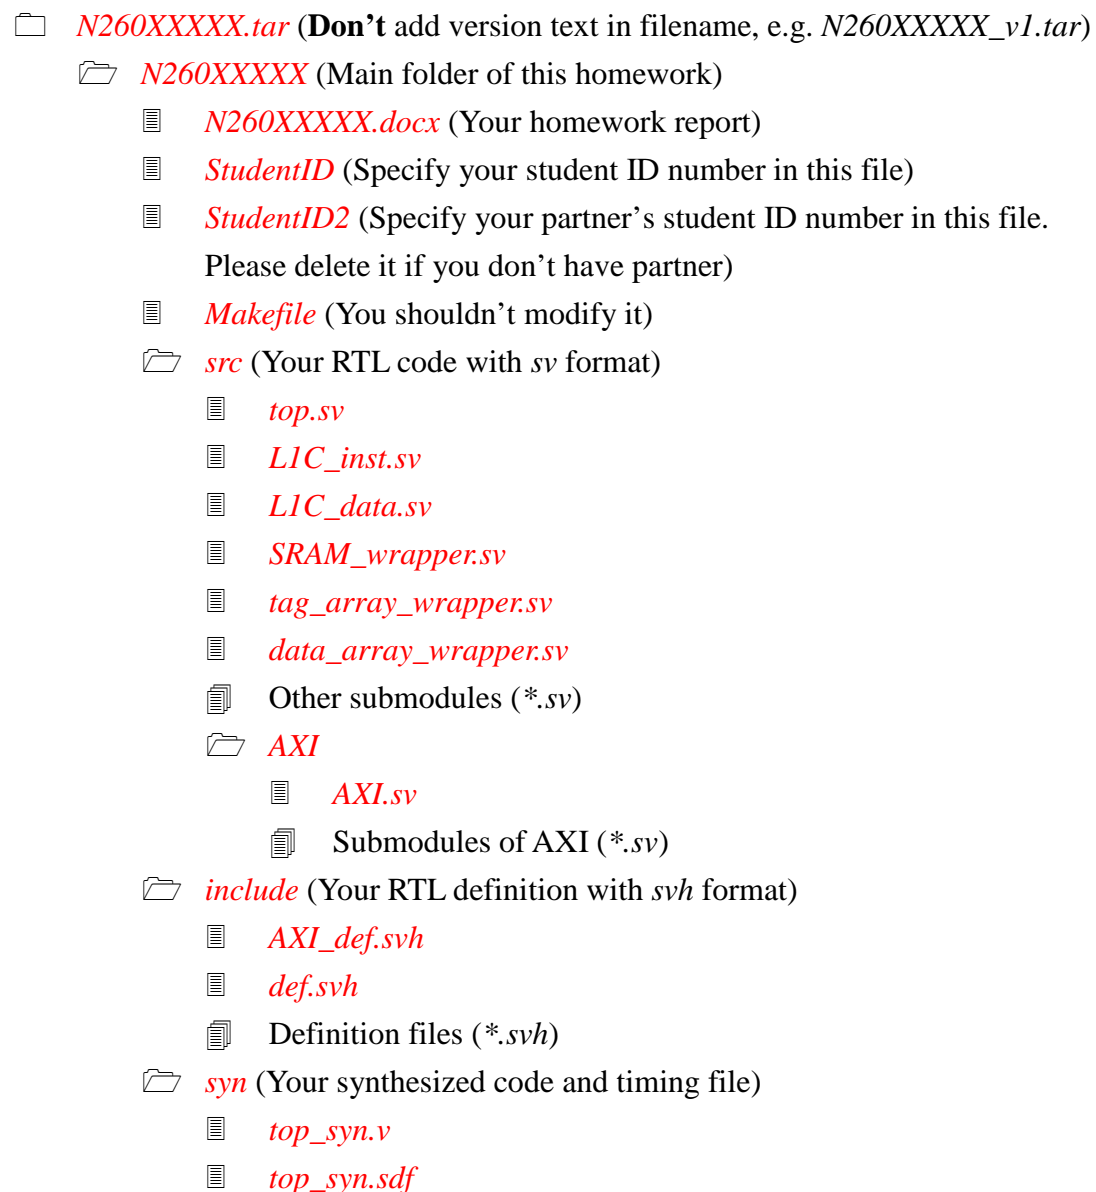 N260XXXXX.tar (Don't add version text in filename, e.g. N260XXXXX_v1.tar)
N260XXXXX (Main folder of this homework)
N260XXXXX.docx (Your homework report)
StudentID (Specify your student ID number in this file)
StudentID2 (Specify your partner's student ID number in this file.
Please delete it if you don't have partner)
Makefile (You shouldn't modify it)
src (Your RTL code with sv format)
top.sv
L1C_inst.sv
L1C_data.sv
SRAM_wrapper.sv
tag_array_wrapper.sv
data_array_wrapper.sv
Other submodules (*.sv)
AXI
AXI.sv
Submodules of AXI (*.sv)
include (Your RTL definition with svh format)
AXI_def.svh
def.svh
Definition files (*.svh)
syn (Your synthesized code and timing file)
top_syn.v
top_syn.sdf